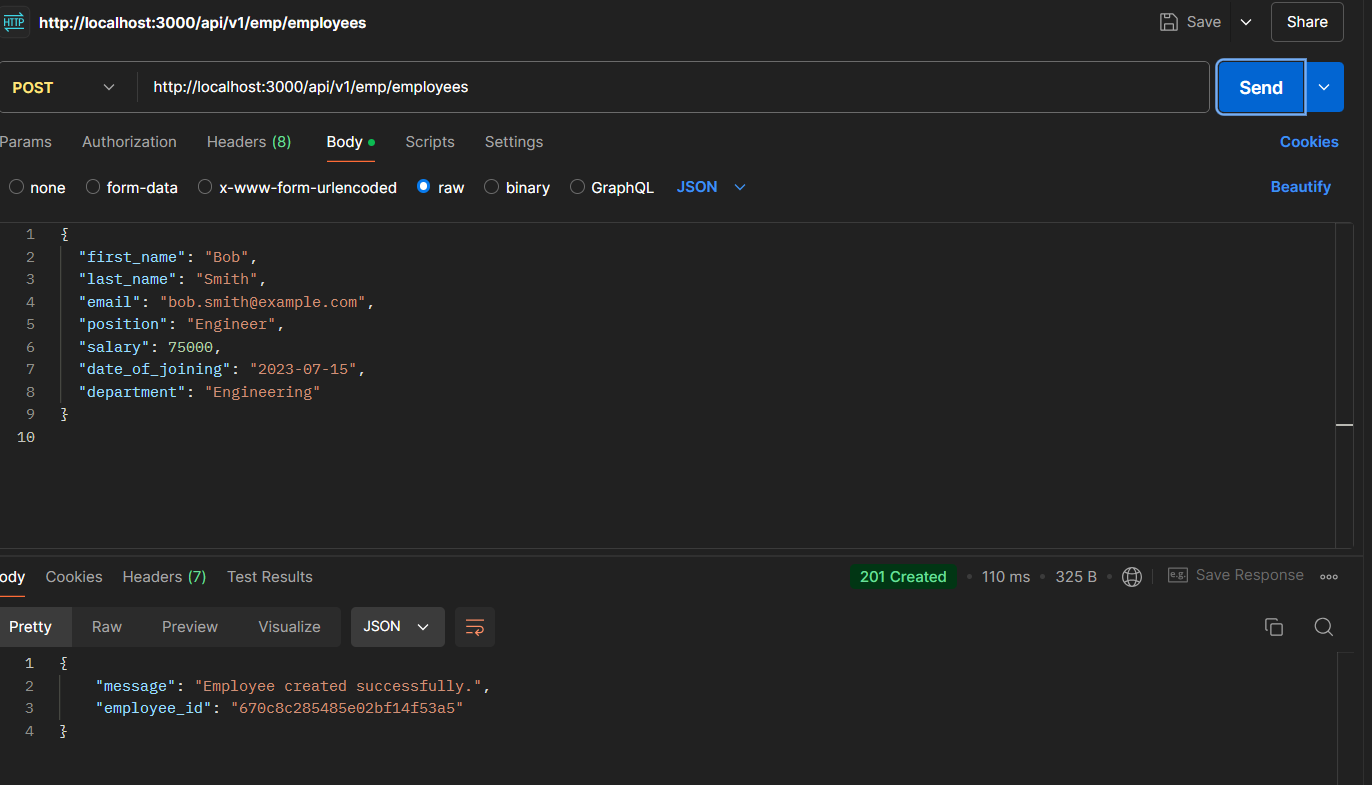 HTTP http://localhost:3000/api/v1/emp/employees Save Share
POST http://localhost:3000/api/v1/emp/employees Send
Params Authorization Headers (8) Body Scripts Settings Cookies
none form-data x-www-form-urlencoded raw binary GraphQL JSON Beautify
1 {
2 "first_name": "Bob",
3 "last_name": "Smith",
4 "email": "bob.smith@example.com",
5 "position": "Engineer",
6 "salary": 75000,
7 "date_of_joining": "2023-07-15",
8 "department": "Engineering"
9 }
10
ody Cookies Headers (7) Test Results 201 Created 110 ms 325 B e.g. Save Response
Pretty Raw Preview Visualize JSON
1 {
2 "message": "Employee created successfully.",
3 "employee_id": "670c8c285485e02bf14f53a5"
4 }